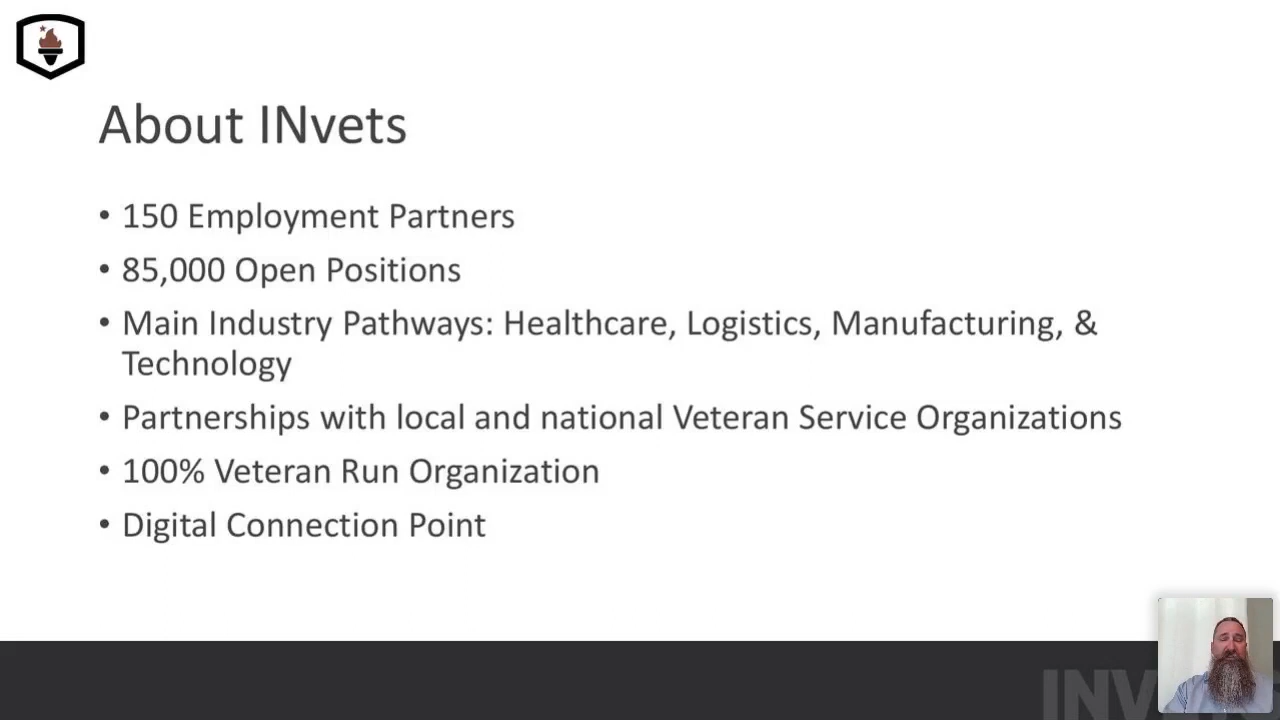 About INvets
• 150 Employment Partners
• 85,000 Open Positions
• Main Industry Pathways: Healthcare, Logistics, Manufacturing, &
Technology
• Partnerships with local and national Veteran Service Organizations
• 100% Veteran Run Organization
• Digital Connection Point
INV